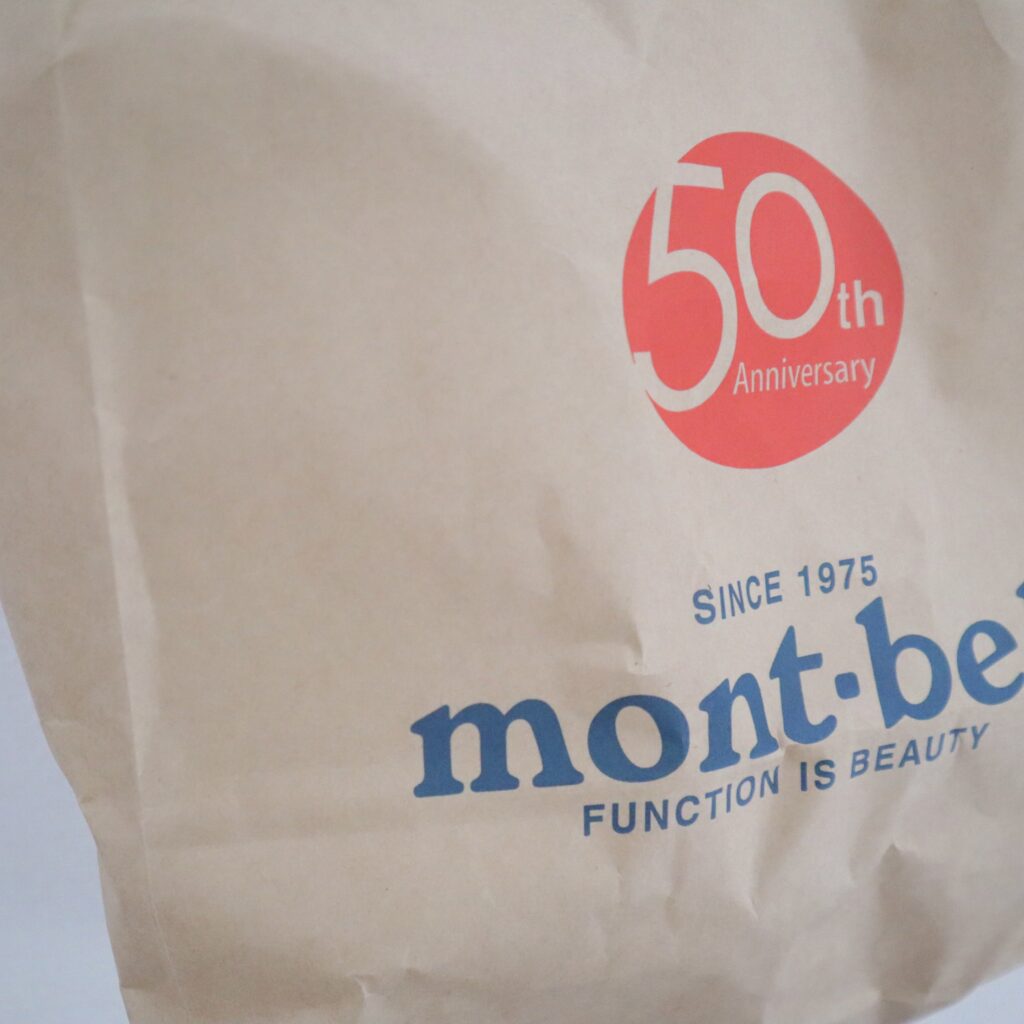 50th
Anniversary
SINCE 1975
mont·be
FUNCTION IS BEAUTY